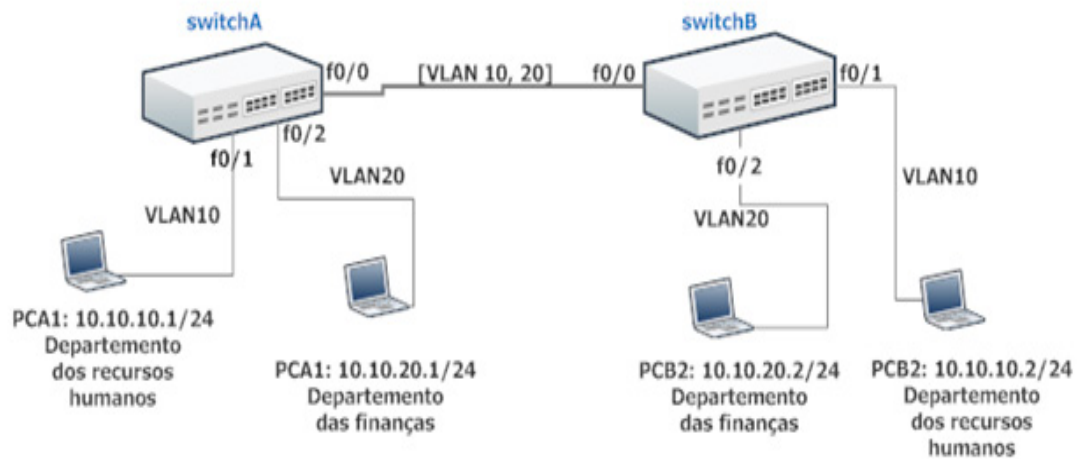 switchA
switchB
f0/0
[VLAN 10, 20]
f0/0
f0/1
f0/2
f0/1
f0/2
VLAN20
VLAN10
VLAN10
VLAN20
PCA1: 10.10.10.1/24
Departemento
dos recursos
humanos
PCA1: 10.10.20.1/24
Departemento
das finanças
PCB2: 10.10.20.2/24
Departemento
das finanças
PCB2: 10.10.10.2/24
Departemento
dos recursos
humanos